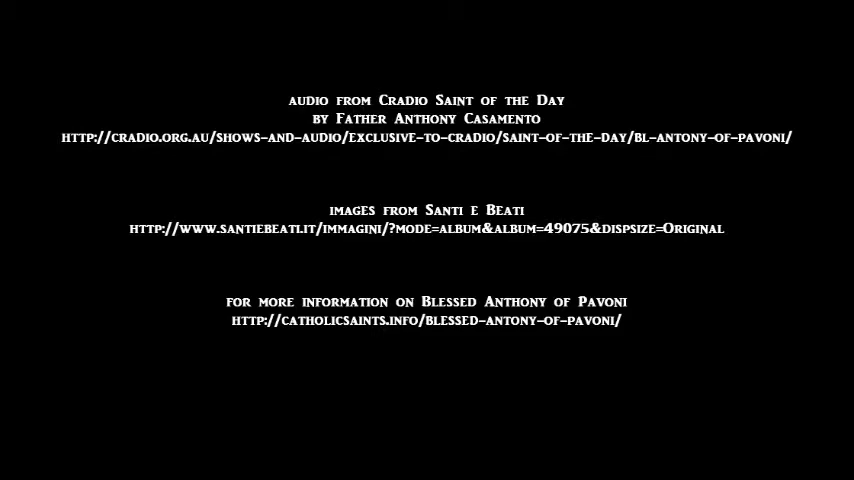 audio from Cradio Saint of the Day
by Father Anthony Casamento
http://cradio.org.au/shows-and-audio/exclusive-to-cradio/saint-of-the-day/bl-antony-of-pavoni/
images from Santi e Beati
http://www.santiebeati.it/immagini/?mode=album&album=49075&dispsize=Original
for more information on Blessed Anthony of Pavoni
http://catholicsaints.info/blessed-antony-of-pavoni/